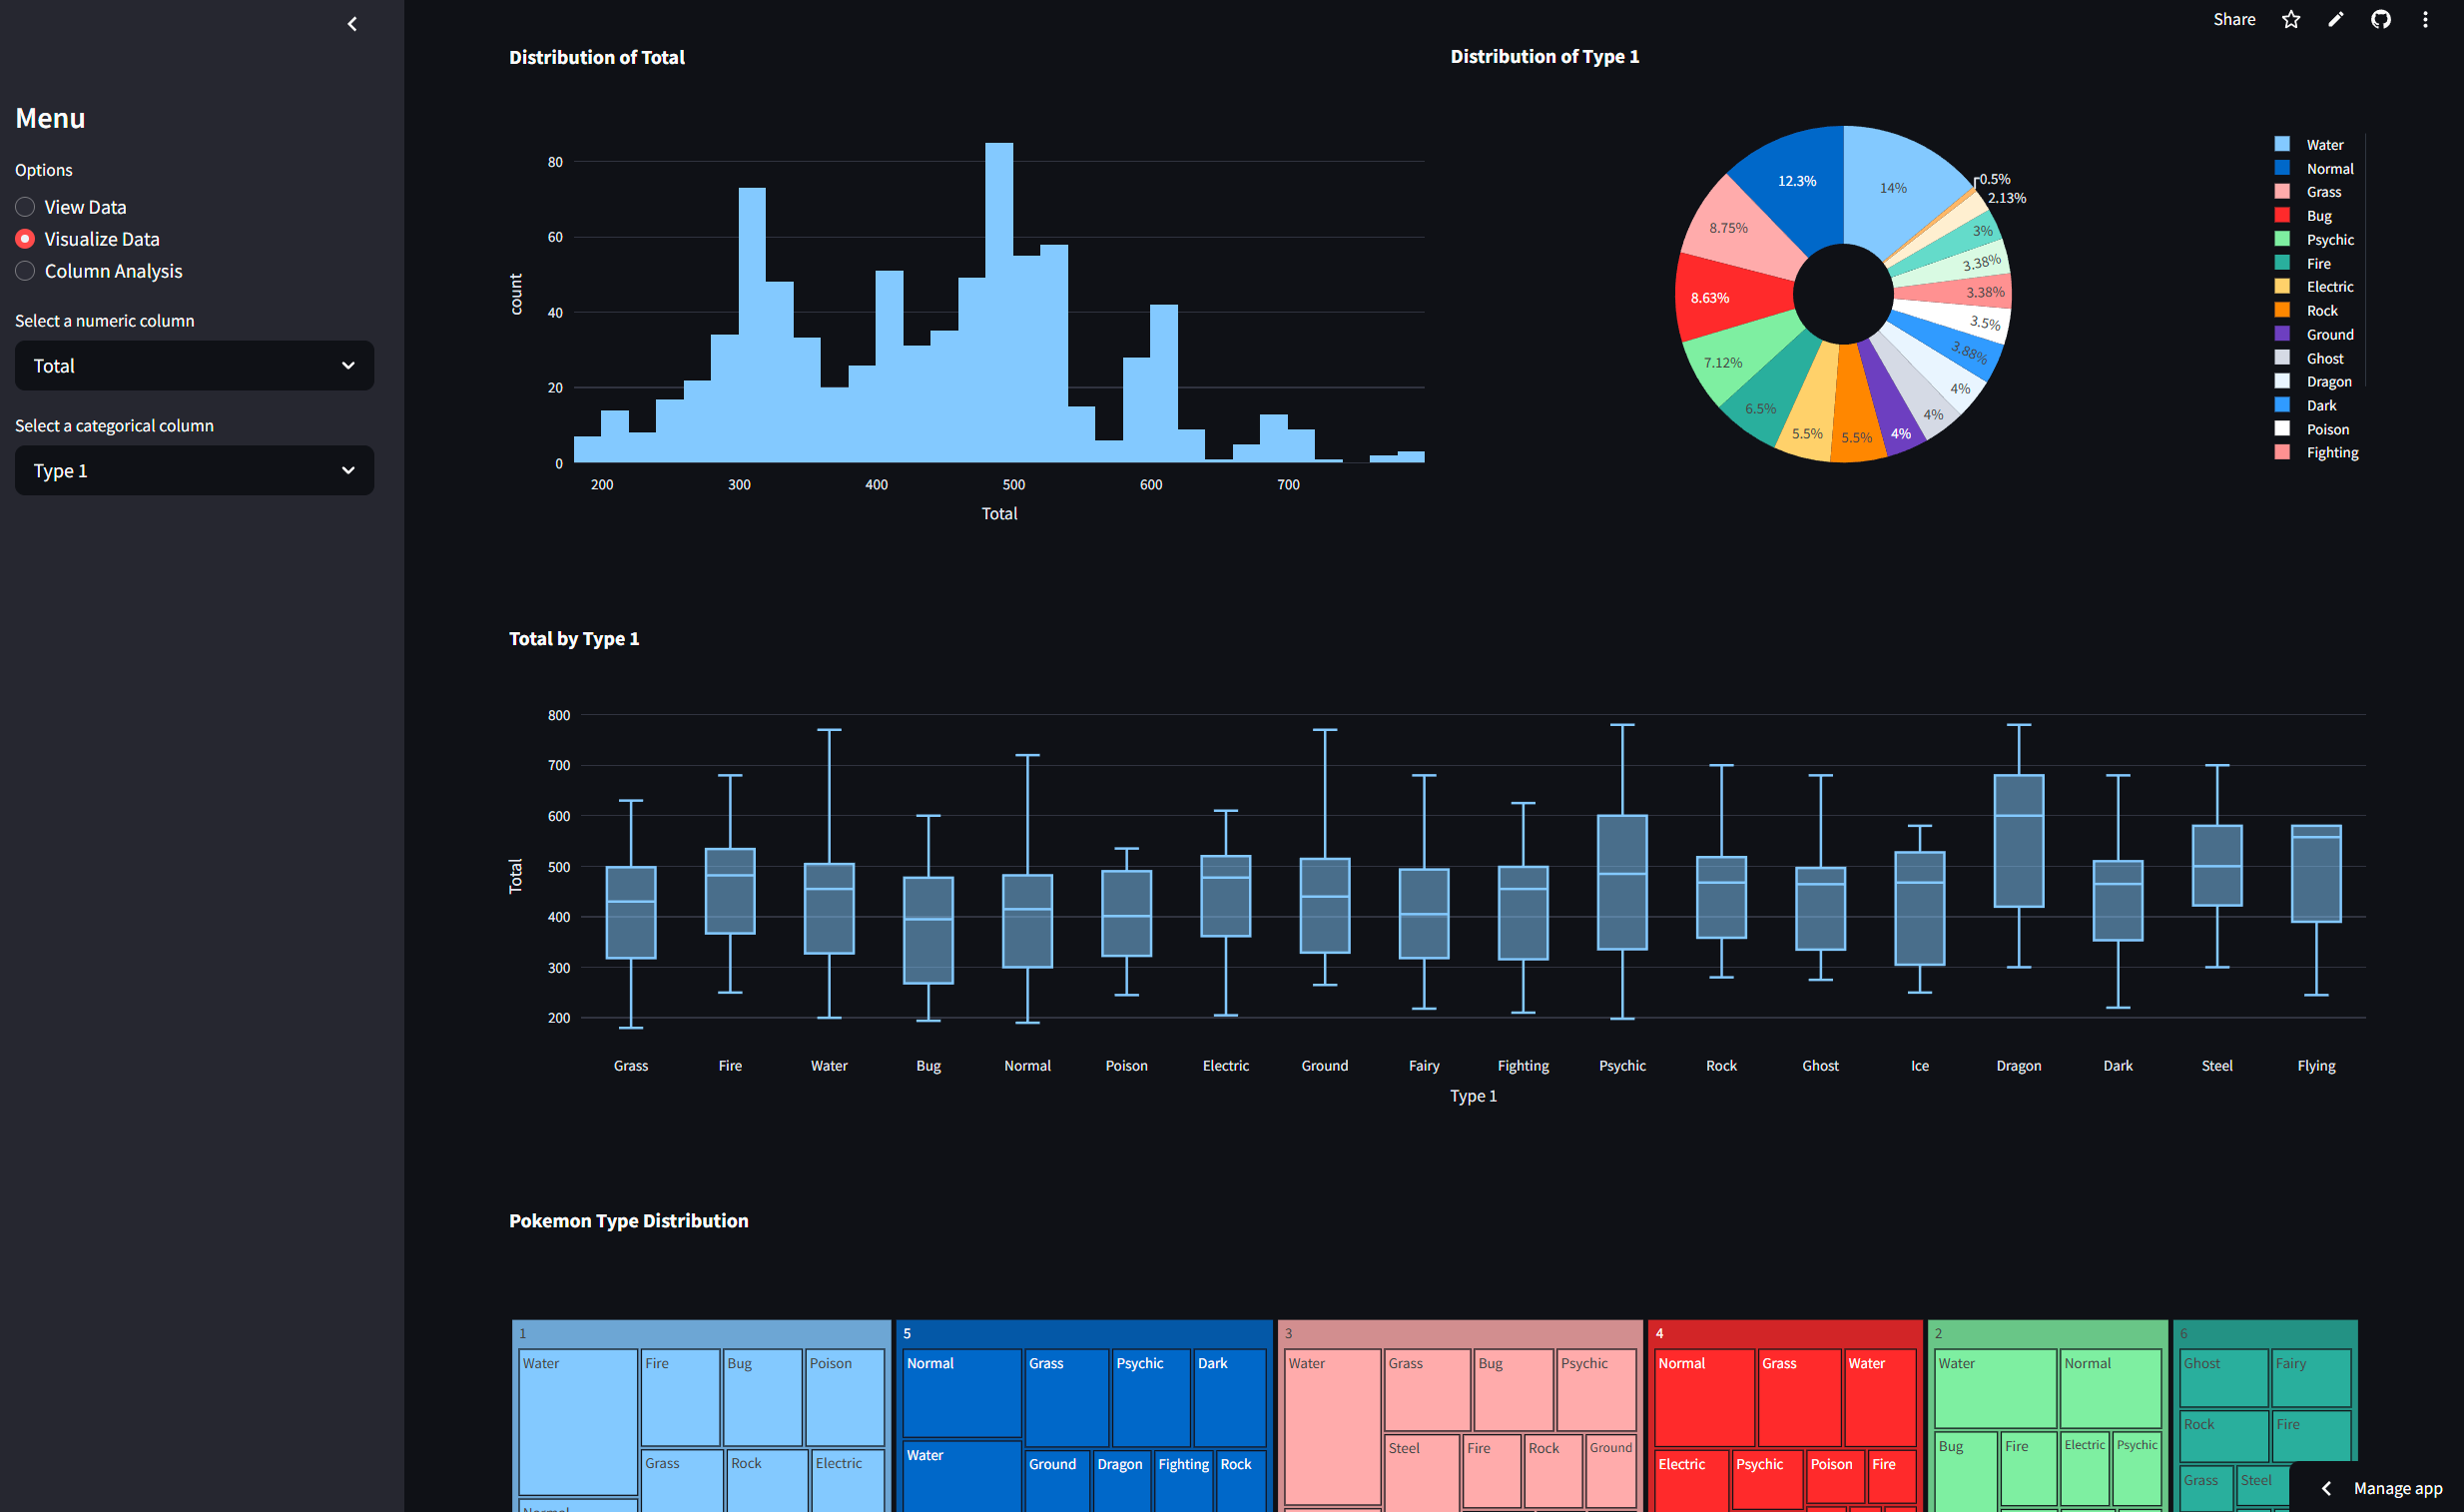 Share
Menu
Options
View Data
Visualize Data
Column Analysis
Select a numeric column
Total
Select a categorical column
Type 1
Distribution of Total
80
60
40
20
0
count
200 300 400 500 600 700
Total
Distribution of Type 1
14%
0.5%
2.13%
3%
3.38%
3.38%
3.5%
3.88%
4%
4%
4%
5.5%
5.5%
6.5%
7.12%
8.63%
8.75%
12.3%
Water
Normal
Grass
Bug
Psychic
Fire
Electric
Rock
Ground
Ghost
Dragon
Dark
Poison
Fighting
Total by Type 1
800
700
600
500
400
300
200
Total
Grass Fire Water Bug Normal Poison Electric Ground Fairy Fighting Psychic Rock Ghost Ice Dragon Dark Steel Flying
Type 1
Pokemon Type Distribution
1
Water Fire Bug Poison
Grass Rock Electric
Normal
5
Normal Grass Psychic Dark
Water Ground Dragon Fighting Rock
3
Water Grass Bug Psychic
Steel Fire Rock Ground
4
Normal Grass Water
Electric Psychic Poison Fire
2
Water Normal
Bug Fire Electric Psychic
6
Ghost Fairy
Rock Fire
Grass Steel
Manage app